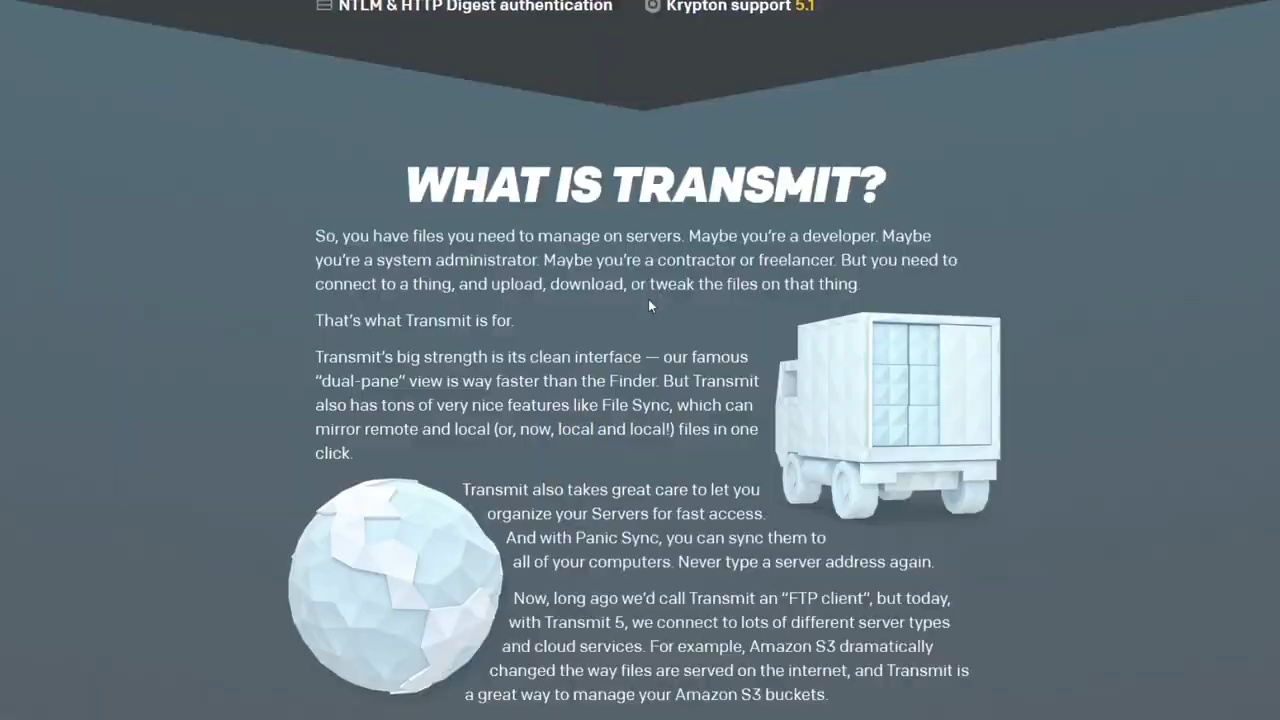 NTLM & HTTP Digest authentication
Krypton support 5.1
WHAT IS TRANSMIT?
So, you have files you need to manage on servers. Maybe you're a developer. Maybe
you're a system administrator. Maybe you're a contractor or freelancer. But you need to
connect to a thing, and upload, download, or tweak the files on that thing.
That's what Transmit is for.
Transmit's big strength is its clean interface — our famous
“dual-pane” view is way faster than the Finder. But Transmit
also has tons of very nice features like File Sync, which can
mirror remote and local (or, now, local and local!) files in one
click.
Transmit also takes great care to let you
organize your Servers for fast access.
And with Panic Sync, you can sync them to
all of your computers. Never type a server address again.
Now, long ago we'd call Transmit an “FTP client”, but today,
with Transmit 5, we connect to lots of different server types
and cloud services. For example, Amazon S3 dramatically
changed the way files are served on the internet, and Transmit is
a great way to manage your Amazon S3 buckets.